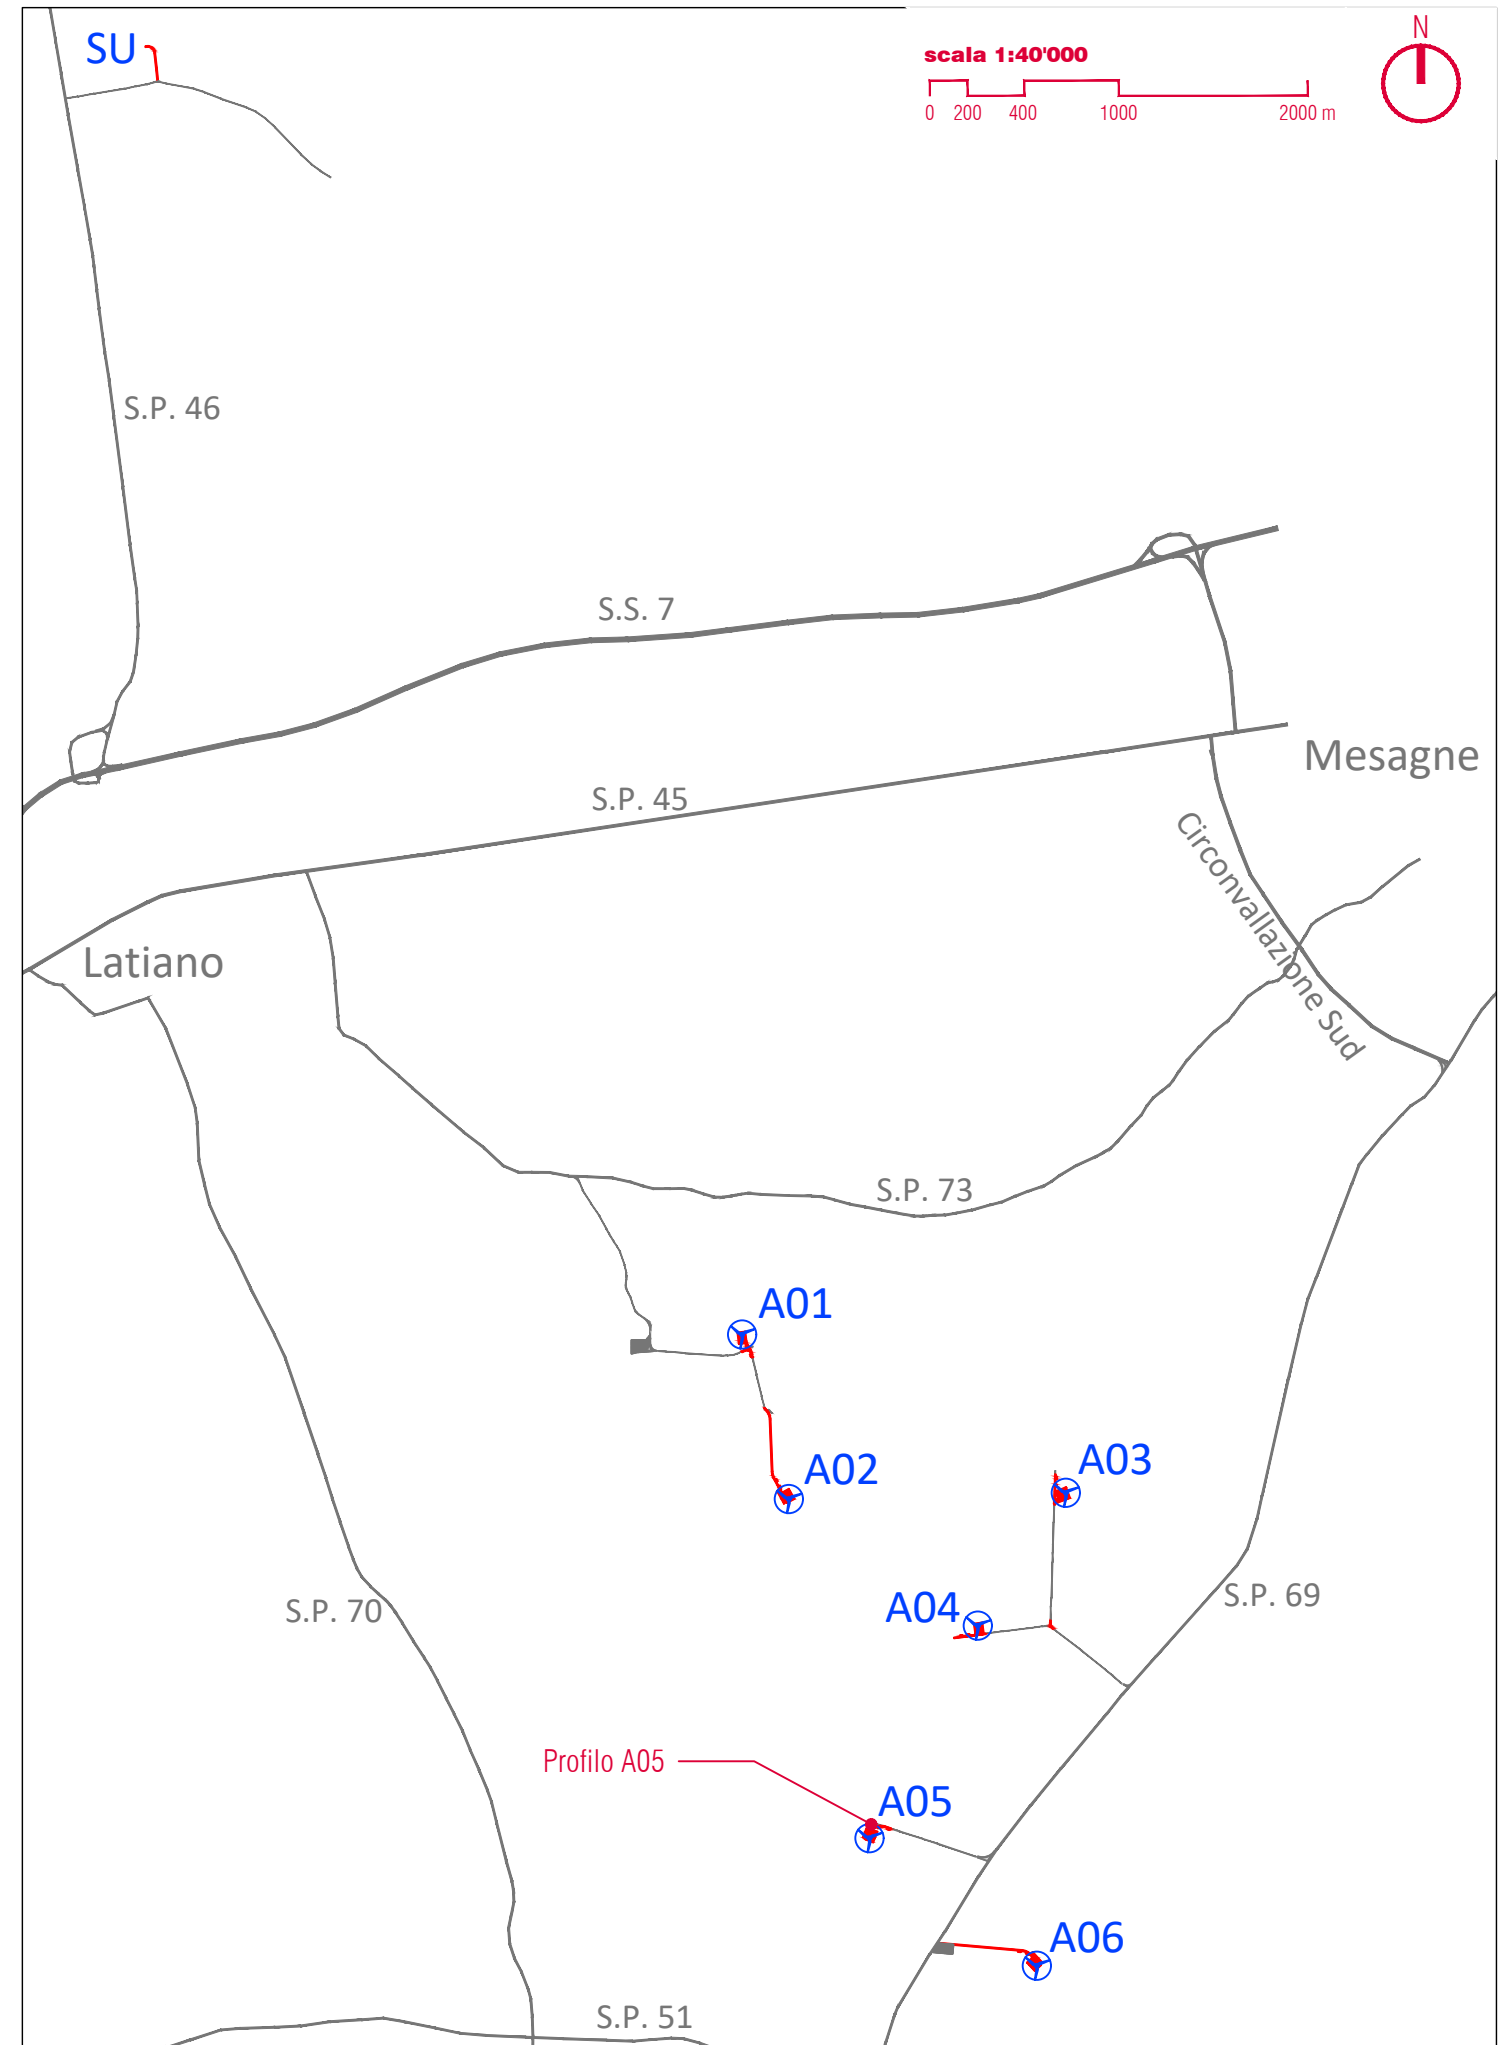 SU
scala 1:40'000
N
0 200 400 1000 2000 m
S.P. 46
S.S. 7
Mesagne
S.P. 45
Circonvallazione Sud
Latiano
S.P. 73
A01
A02
A03
S.P. 70
A04
S.P. 69
Profilo A05
A05
A06
S.P. 51